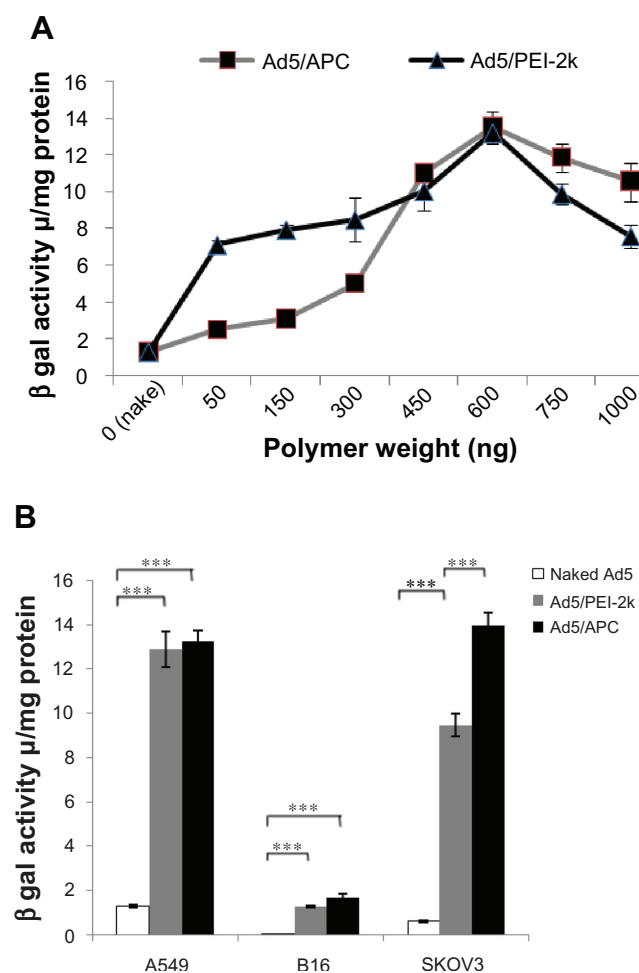 A
Ad5/APC Ad5/PEI-2k
β gal activity µ/mg protein
16
14
12
10
8
6
4
2
0
0 (nake) 50 150 300 450 600 750 1000
Polymer weight (ng)
B
β gal activity µ/mg protein
16
14
12
10
8
6
4
2
0
*** *** *** *** *** ***
Naked Ad5
Ad5/PEI-2k
Ad5/APC
A549 B16 SKOV3